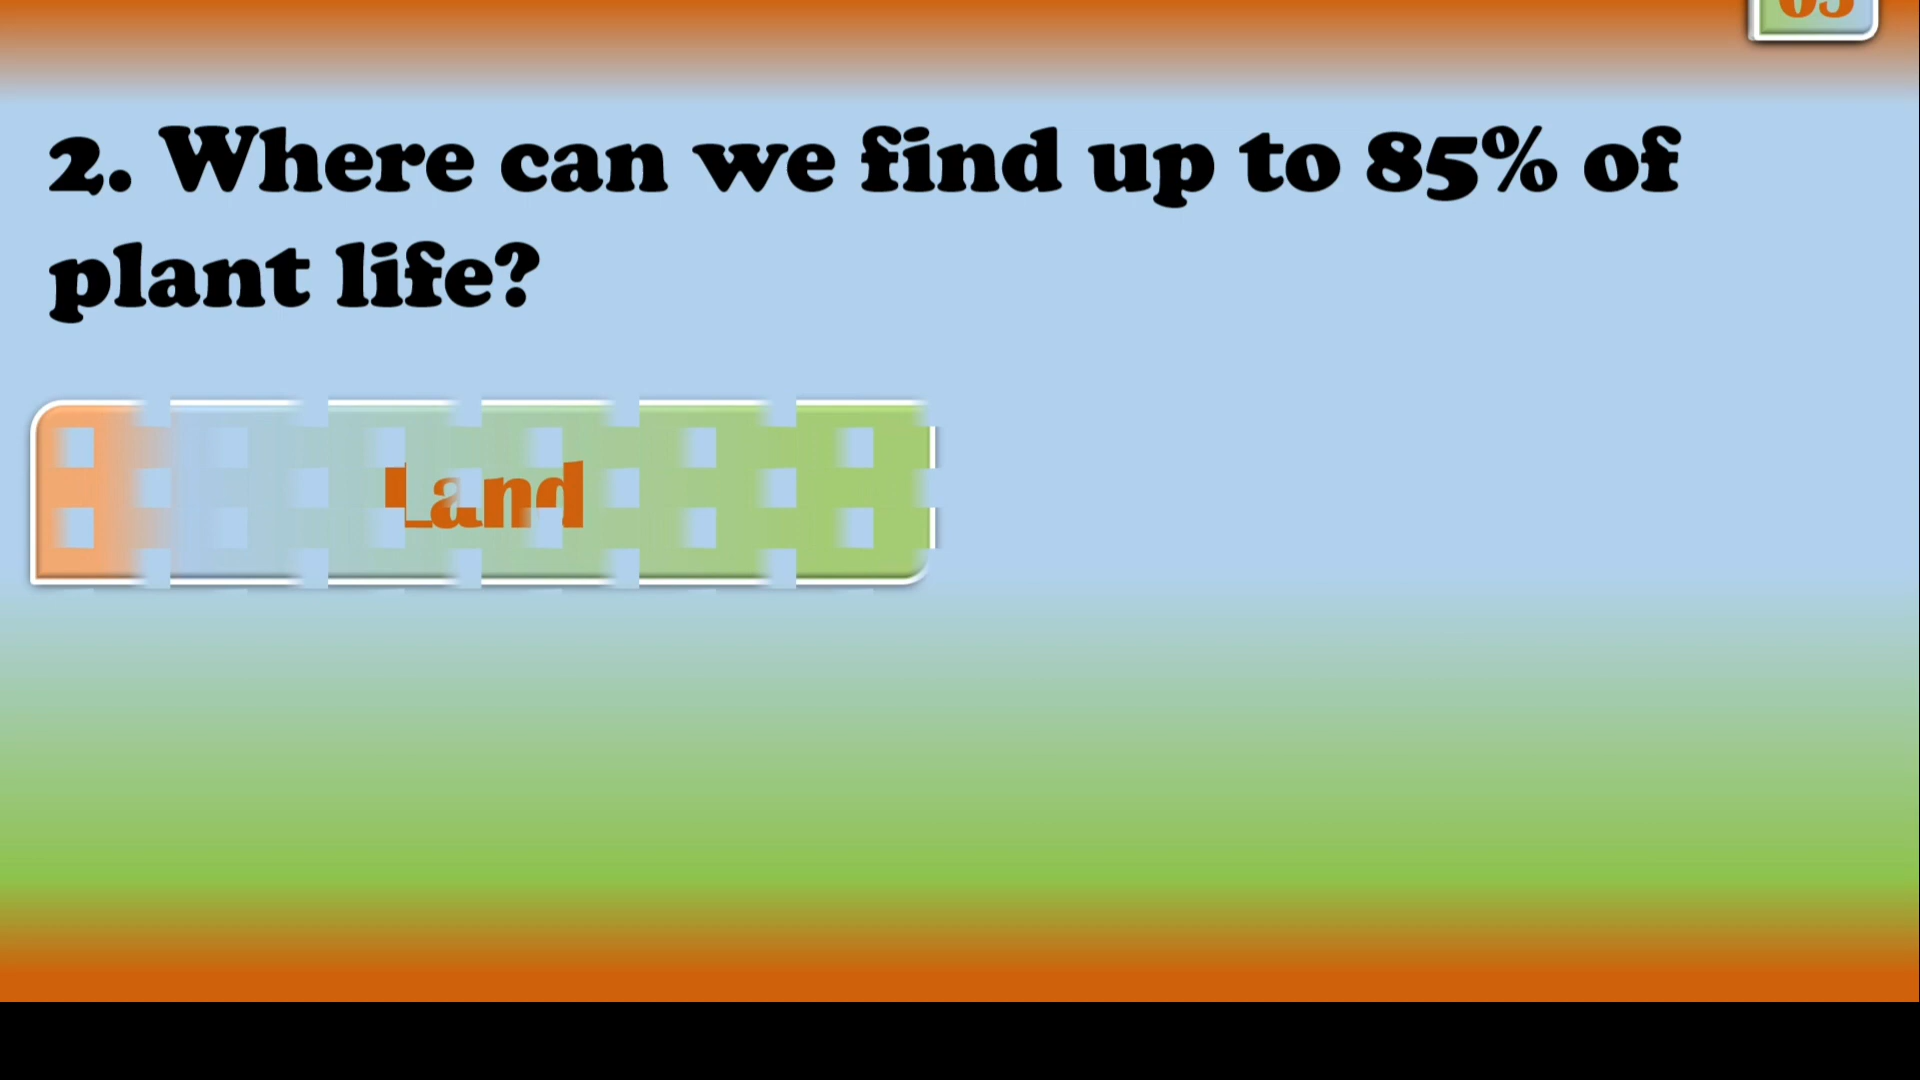 2. Where can we find up to 85% of
plant life?
Land